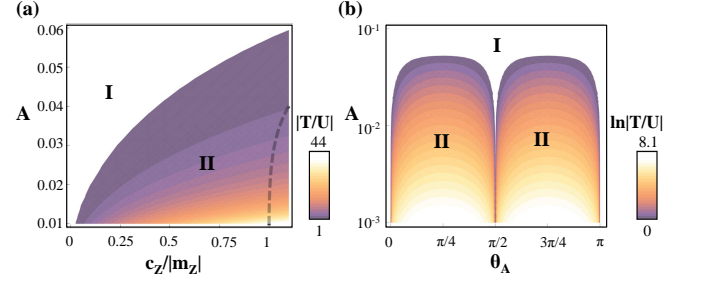 (a)
0.06
0.05
0.04
0.03
0.02
0.01
A
I
II
0
0.25
0.5
0.75
1
c_Z/|m_Z|
|T/U|
44
1
(b)
10⁻¹
10⁻²
10⁻³
A
I
II
II
0
π/4
π/2
3π/4
π
θ_A
ln|T/U|
8.1
0